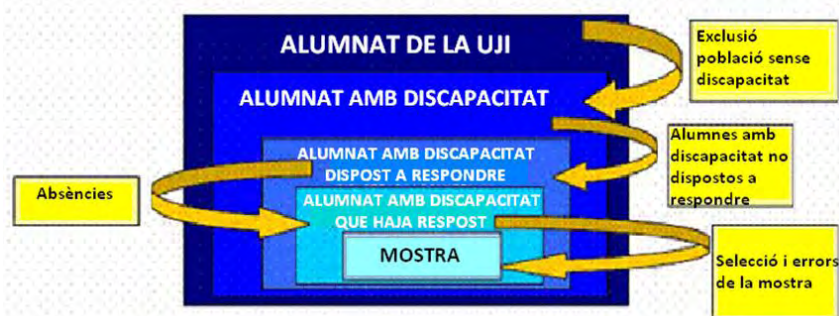 ALUMNAT DE LA UJI
Exclusió
població sense
discapacitat
ALUMNAT AMB DISCAPACITAT
Alumnes amb
discapacitat no
dispostos a
respondre
ALUMNAT AMB DISCAPACITAT
DISPOST A RESPONDRE
Absències
ALUMNAT AMB DISCAPACITAT
QUE HAJA RESPOST
MOSTRA
Selecció i errors
de la mostra